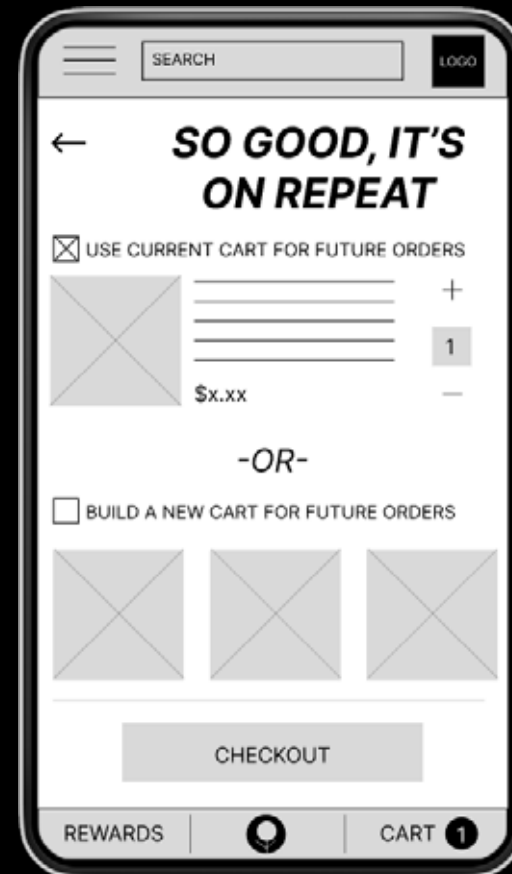 SEARCH
LOGO
SO GOOD, IT'S
ON REPEAT
USE CURRENT CART FOR FUTURE ORDERS
1
$x.xx
-OR-
BUILD A NEW CART FOR FUTURE ORDERS
CHECKOUT
REWARDS
CART 1